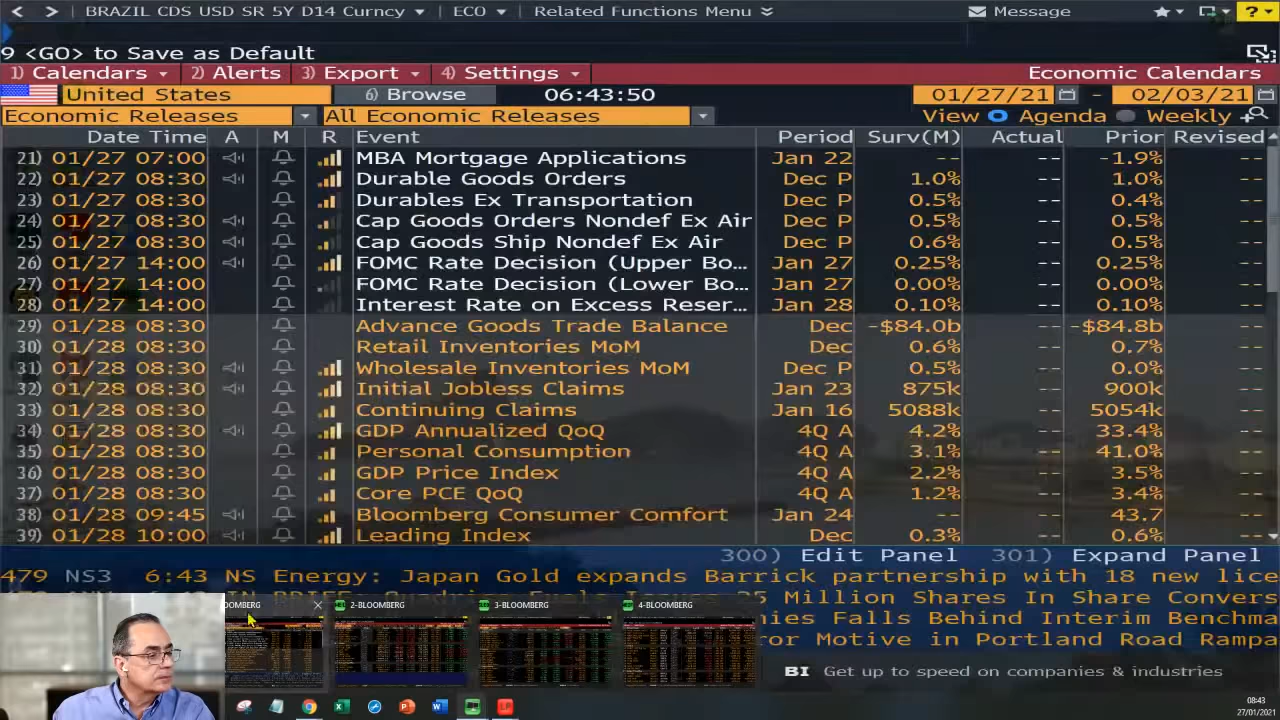 BRAZIL CDS USD SR 5Y D14 Curncy ECO Related Functions Menu Message ?
9 <GO> to Save as Default
1) Calendars 2) Alerts 3) Export 4) Settings Economic Calendars
United States 6) Browse 06:43:50 01/27/21 - 02/03/21
Economic Releases All Economic Releases View Agenda Weekly
Date Time A M R Event Period Surv(M) Actual Prior Revised
21) 01/27 07:00 MBA Mortgage Applications Jan 22 -- -- -1.9% --
22) 01/27 08:30 Durable Goods Orders Dec P 1.0% -- 1.0% --
23) 01/27 08:30 Durables Ex Transportation Dec P 0.5% -- 0.4% --
24) 01/27 08:30 Cap Goods Orders Nondef Ex Air Dec P 0.5% -- 0.5% --
25) 01/27 08:30 Cap Goods Ship Nondef Ex Air Dec P 0.6% -- 0.5% --
26) 01/27 14:00 FOMC Rate Decision (Upper Bo... Jan 27 0.25% -- 0.25% --
27) 01/27 14:00 FOMC Rate Decision (Lower Bo... Jan 27 0.00% -- 0.00% --
28) 01/27 14:00 Interest Rate on Excess Reser... Jan 28 0.10% -- 0.10% --
29) 01/28 08:30 Advance Goods Trade Balance Dec -$84.0b -- -$84.8b --
30) 01/28 08:30 Retail Inventories MoM Dec 0.6% -- 0.7% --
31) 01/28 08:30 Wholesale Inventories MoM Dec P 0.5% -- 0.0% --
32) 01/28 08:30 Initial Jobless Claims Jan 23 875k -- 900k --
33) 01/28 08:30 Continuing Claims Jan 16 5088k -- 5054k --
34) 01/28 08:30 GDP Annualized QoQ 4Q A 4.2% -- 33.4% --
35) 01/28 08:30 Personal Consumption 4Q A 3.1% -- 41.0% --
36) 01/28 08:30 GDP Price Index 4Q A 2.2% -- 3.5% --
37) 01/28 08:30 Core PCE QoQ 4Q A 1.2% -- 3.4% --
38) 01/28 09:45 Bloomberg Consumer Comfort Jan 24 -- -- 43.7 --
39) 01/28 10:00 Leading Index Dec 0.3% -- 0.6% --
300) Edit Panel 301) Expand Panel
479 NS3 6:43 NS Energy: Japan Gold expands Barrick partnership with 18 new lice
Million Shares In Share Convers
OOMBERG 2-BLOOMBERG 3-BLOOMBERG 4-BLOOMBERG
nies Falls Behind Interim Benchma
ror Motive in Portland Road Rampa
BI Get up to speed on companies & industries
08:43
27/01/2021